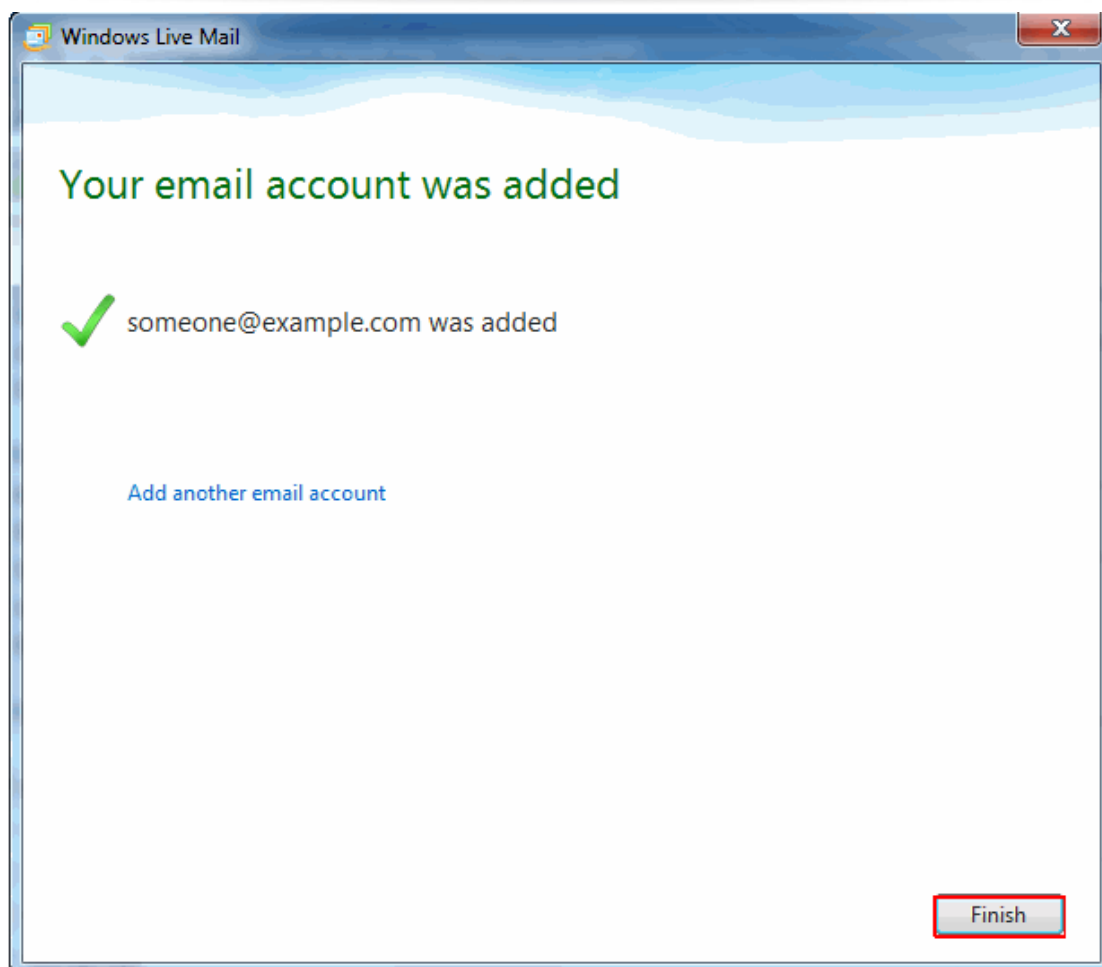 Windows Live Mail
Your email account was added
someone@example.com was added
Add another email account
Finish